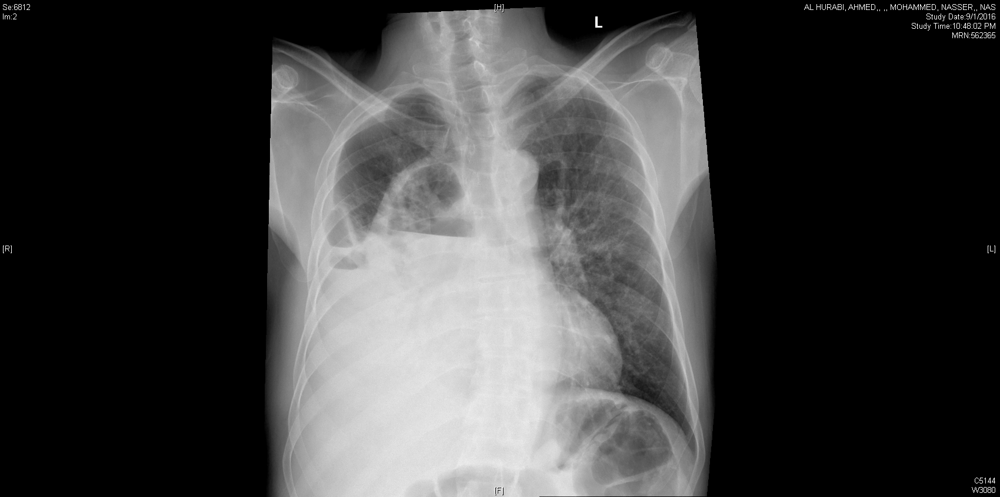 Se:6812
Im:2
[H]
L
AL HURABI, AHMED,, ,, MOHAMMED, NASSER,, NAS
Study Date:9/1/2016
Study Time:10:48:02 PM
MRN:562365
[R]
[L]
[F]
C5144
W3080